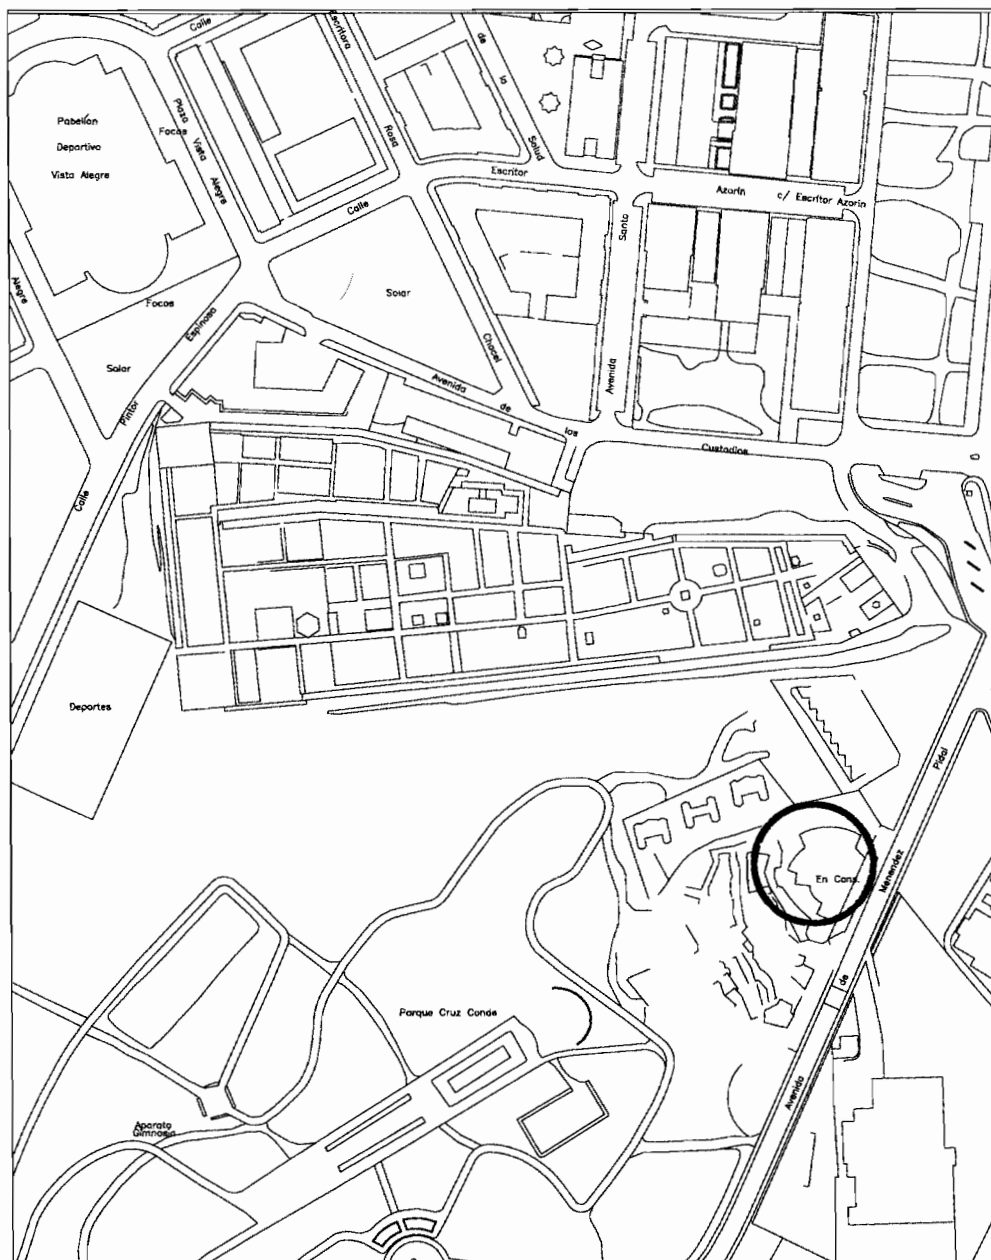 Calle
Escritora
de
la
Salud
Pabellon
Deportivo
Vista Alegre
Focos
Plaza Vista Alegre
Rosa
Escritor
Azorín
c/ Escritor Azorin
Calle
Santo
Alegre
Focos
Solar
Espinosa
Solar
Chacel
Avenida
Avenida
de
los
Custodios
Pintor
Calle
Deportes
Pidal
En Cons.
Menendez
de
Parque Cruz Conde
Avenida
Aparato
Gimnasia